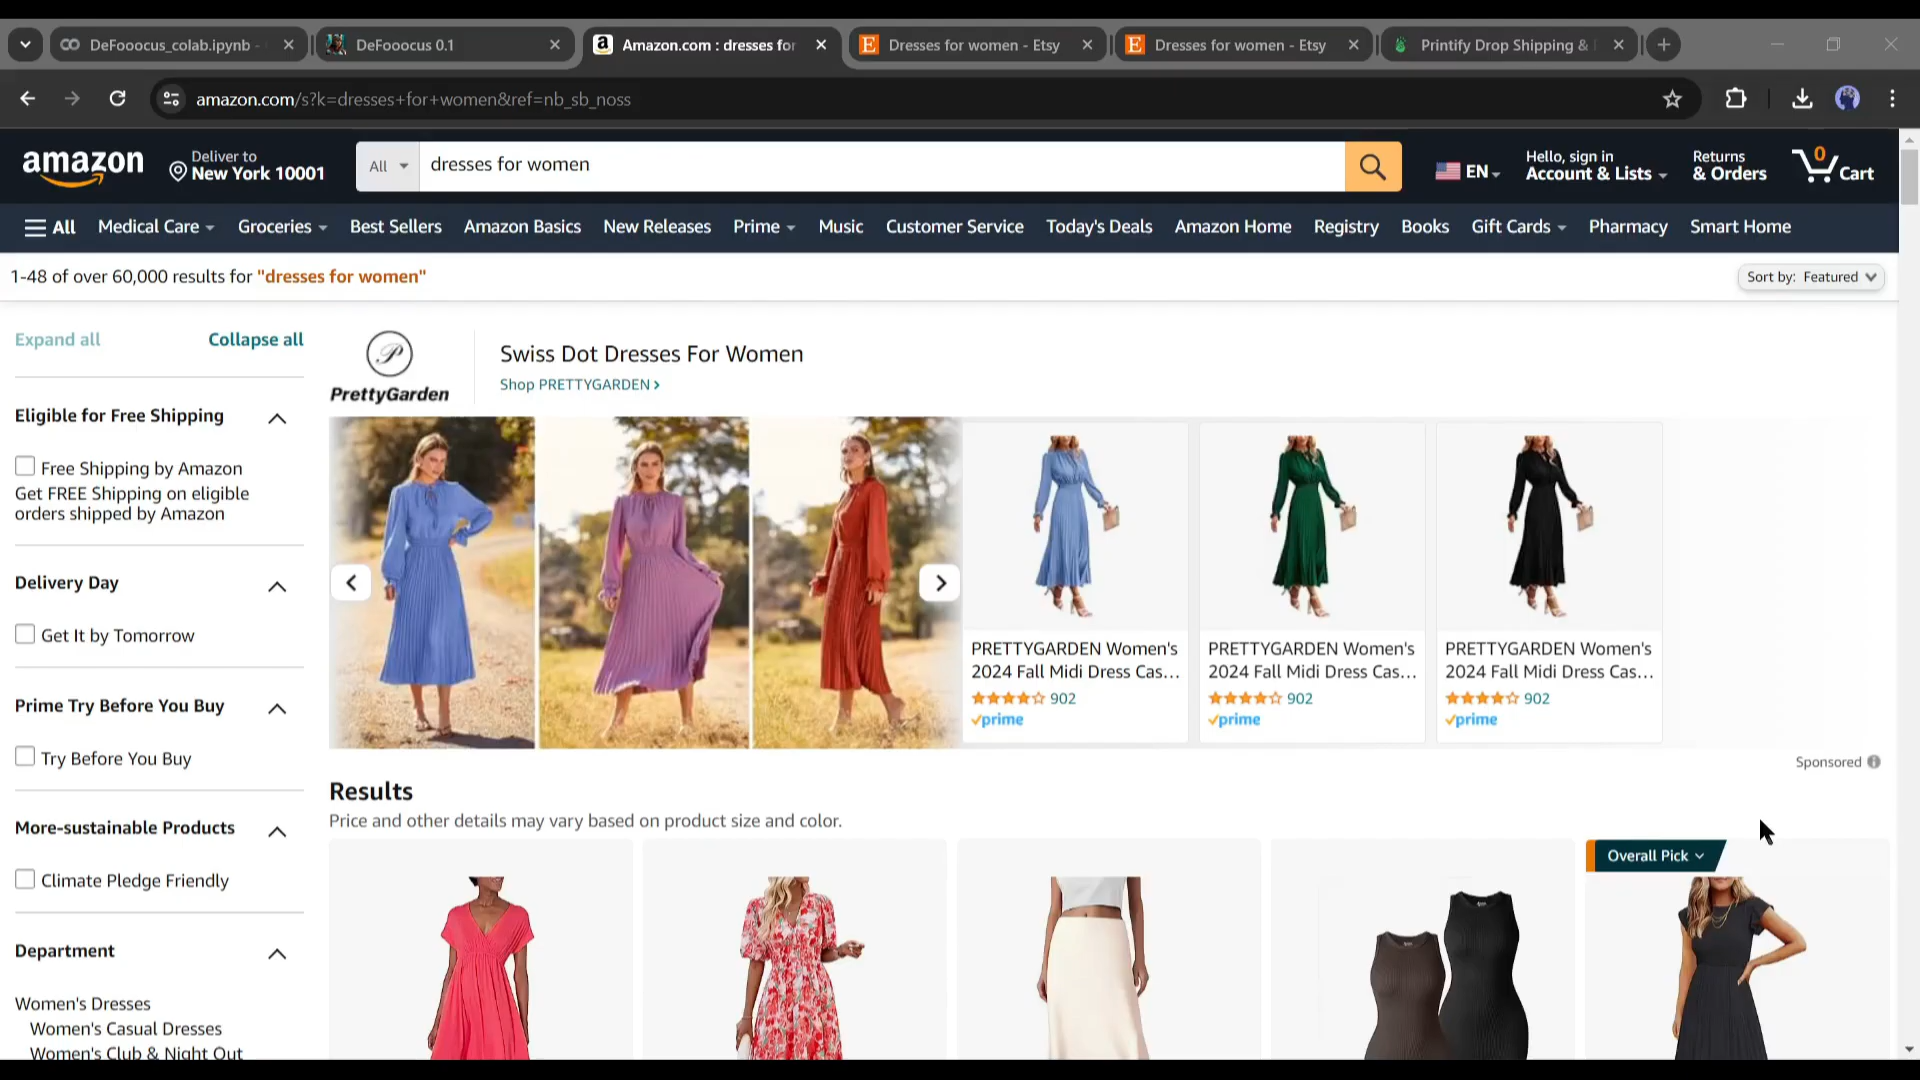 DeFooocus_colab.ipynb -
DeFooocus 0.1
Amazon.com : dresses for
Dresses for women - Etsy
Dresses for women - Etsy
Printify Drop Shipping &
amazon.com/s?k=dresses+for+women&ref=nb_sb_noss
amazon
Deliver to
New York 10001
All
dresses for women
EN
Hello, sign in
Account & Lists
Returns
& Orders
0
Cart
All
Medical Care
Groceries
Best Sellers
Amazon Basics
New Releases
Prime
Music
Customer Service
Today's Deals
Amazon Home
Registry
Books
Gift Cards
Pharmacy
Smart Home
1-48 of over 60,000 results for "dresses for women"
Sort by: Featured
Expand all
Collapse all
Eligible for Free Shipping
Free Shipping by Amazon
Get FREE Shipping on eligible
orders shipped by Amazon
Delivery Day
Get It by Tomorrow
Prime Try Before You Buy
Try Before You Buy
More-sustainable Products
Climate Pledge Friendly
Department
Women's Dresses
Women's Casual Dresses
Women's Club & Night Out
P
PrettyGarden
Swiss Dot Dresses For Women
Shop PRETTYGARDEN
PRETTYGARDEN Women's
2024 Fall Midi Dress Cas...
902
prime
PRETTYGARDEN Women's
2024 Fall Midi Dress Cas...
902
prime
PRETTYGARDEN Women's
2024 Fall Midi Dress Cas...
902
prime
Sponsored
Results
Price and other details may vary based on product size and color.
Overall Pick